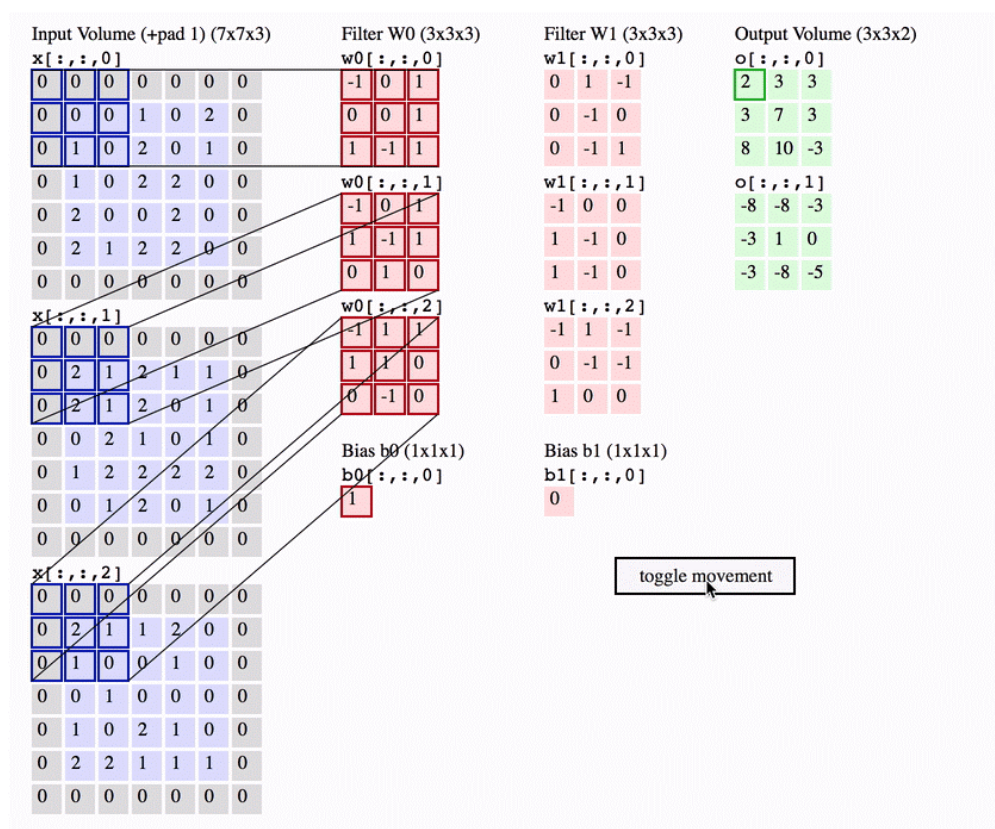 Input Volume (+pad 1) (7x7x3)
x[:,:,0]
0 0 0 0 0 0 0
0 0 0 1 0 2 0
0 1 0 2 0 1 0
0 1 0 2 2 0 0
0 2 0 0 2 0 0
0 2 1 2 2 0 0
0 0 0 0 0 0 0
x[:,:,1]
0 0 0 0 0 0 0
0 2 1 2 1 1 0
0 2 1 2 0 1 0
0 0 2 1 0 1 0
0 1 2 2 2 2 0
0 0 1 2 0 1 0
0 0 0 0 0 0 0
x[:,:,2]
0 0 0 0 0 0 0
0 2 1 1 2 0 0
0 1 0 0 1 0 0
0 0 1 0 0 0 0
0 1 0 2 1 0 0
0 2 2 1 1 1 0
0 0 0 0 0 0 0
Filter W0 (3x3x3)
w0[:,:,0]
-1 0 1
0 0 1
1 -1 1
w0[:,:,1]
-1 0 1
1 -1 1
0 1 0
w0[:,:,2]
-1 1 1
1 1 0
0 -1 0
Bias b0 (1x1x1)
b0[:,:,0]
1
Filter W1 (3x3x3)
w1[:,:,0]
0 1 -1
0 -1 0
0 -1 1
w1[:,:,1]
-1 0 0
1 -1 0
1 -1 0
w1[:,:,2]
-1 1 -1
0 -1 -1
1 0 0
Bias b1 (1x1x1)
b1[:,:,0]
0
Output Volume (3x3x2)
o[:,:,0]
2 3 3
3 7 3
8 10 -3
o[:,:,1]
-8 -8 -3
-3 1 0
-3 -8 -5
toggle movement